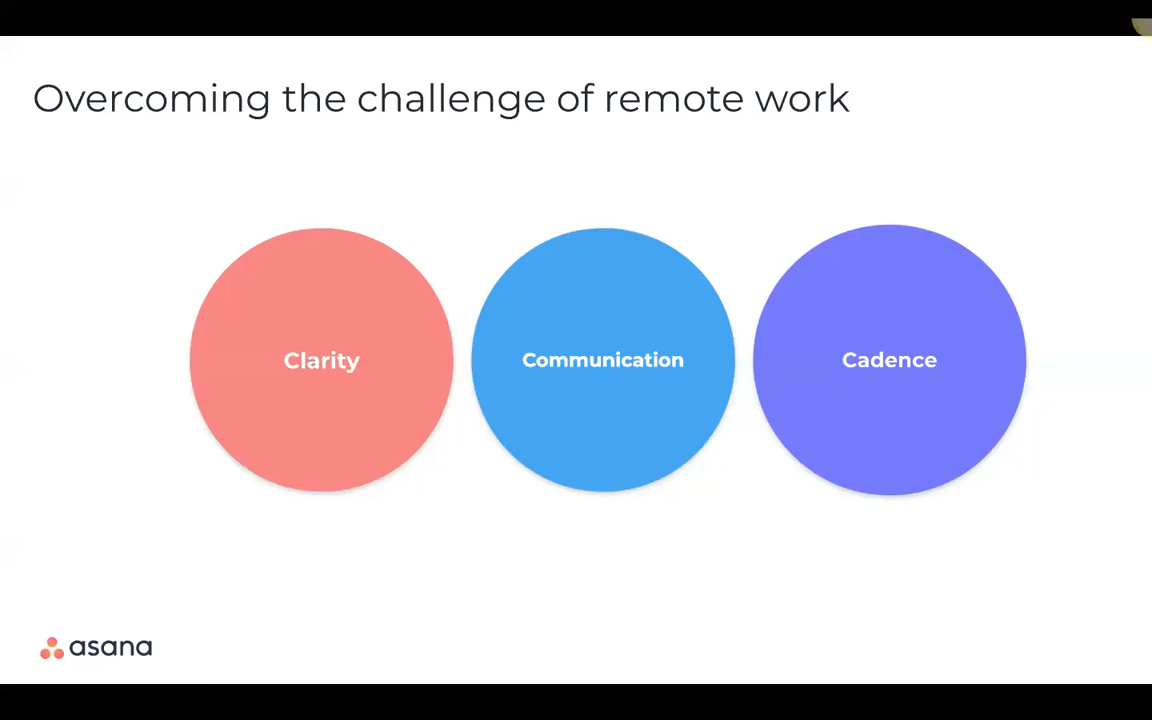 Overcoming the challenge of remote work
Clarity
Communication
Cadence
asana